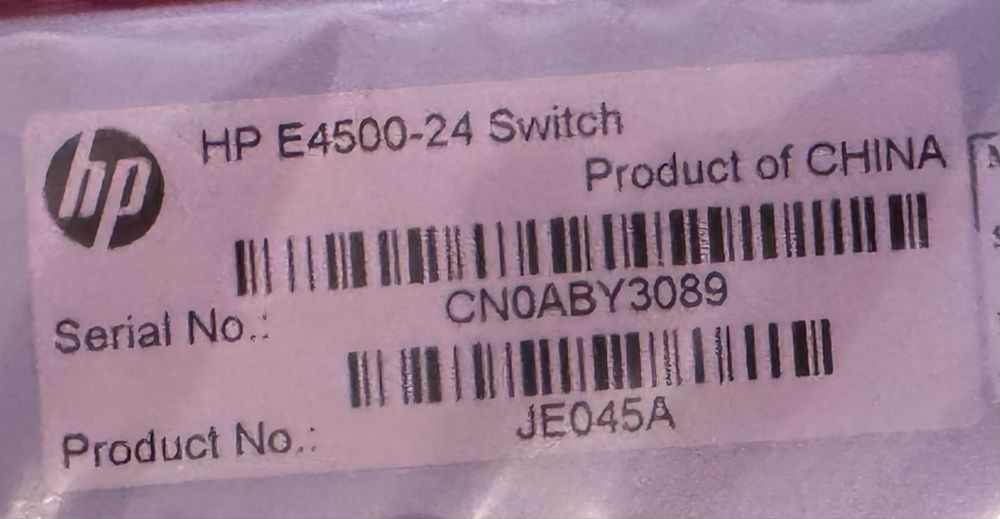 hp
HP E4500-24 Switch
Product of CHINA
CN0ABY3089
Serial No.:
JE045A
Product No.: